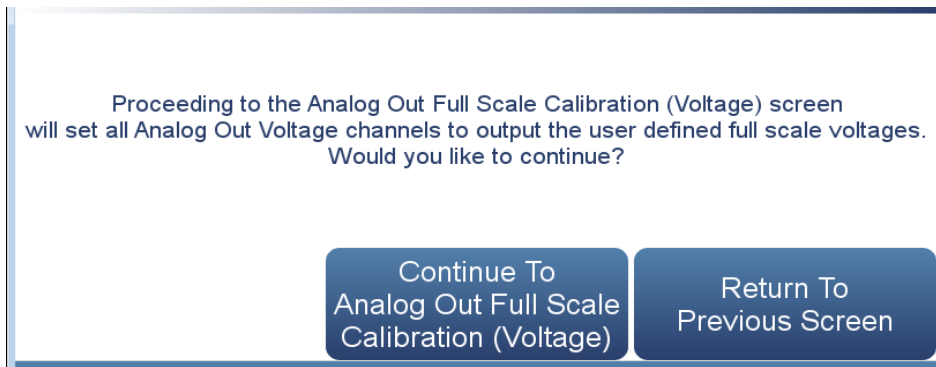 Proceeding to the Analog Out Full Scale Calibration (Voltage) screen
will set all Analog Out Voltage channels to output the user defined full scale voltages.
Would you like to continue?
Continue To
Analog Out Full Scale
Calibration (Voltage)
Return To
Previous Screen